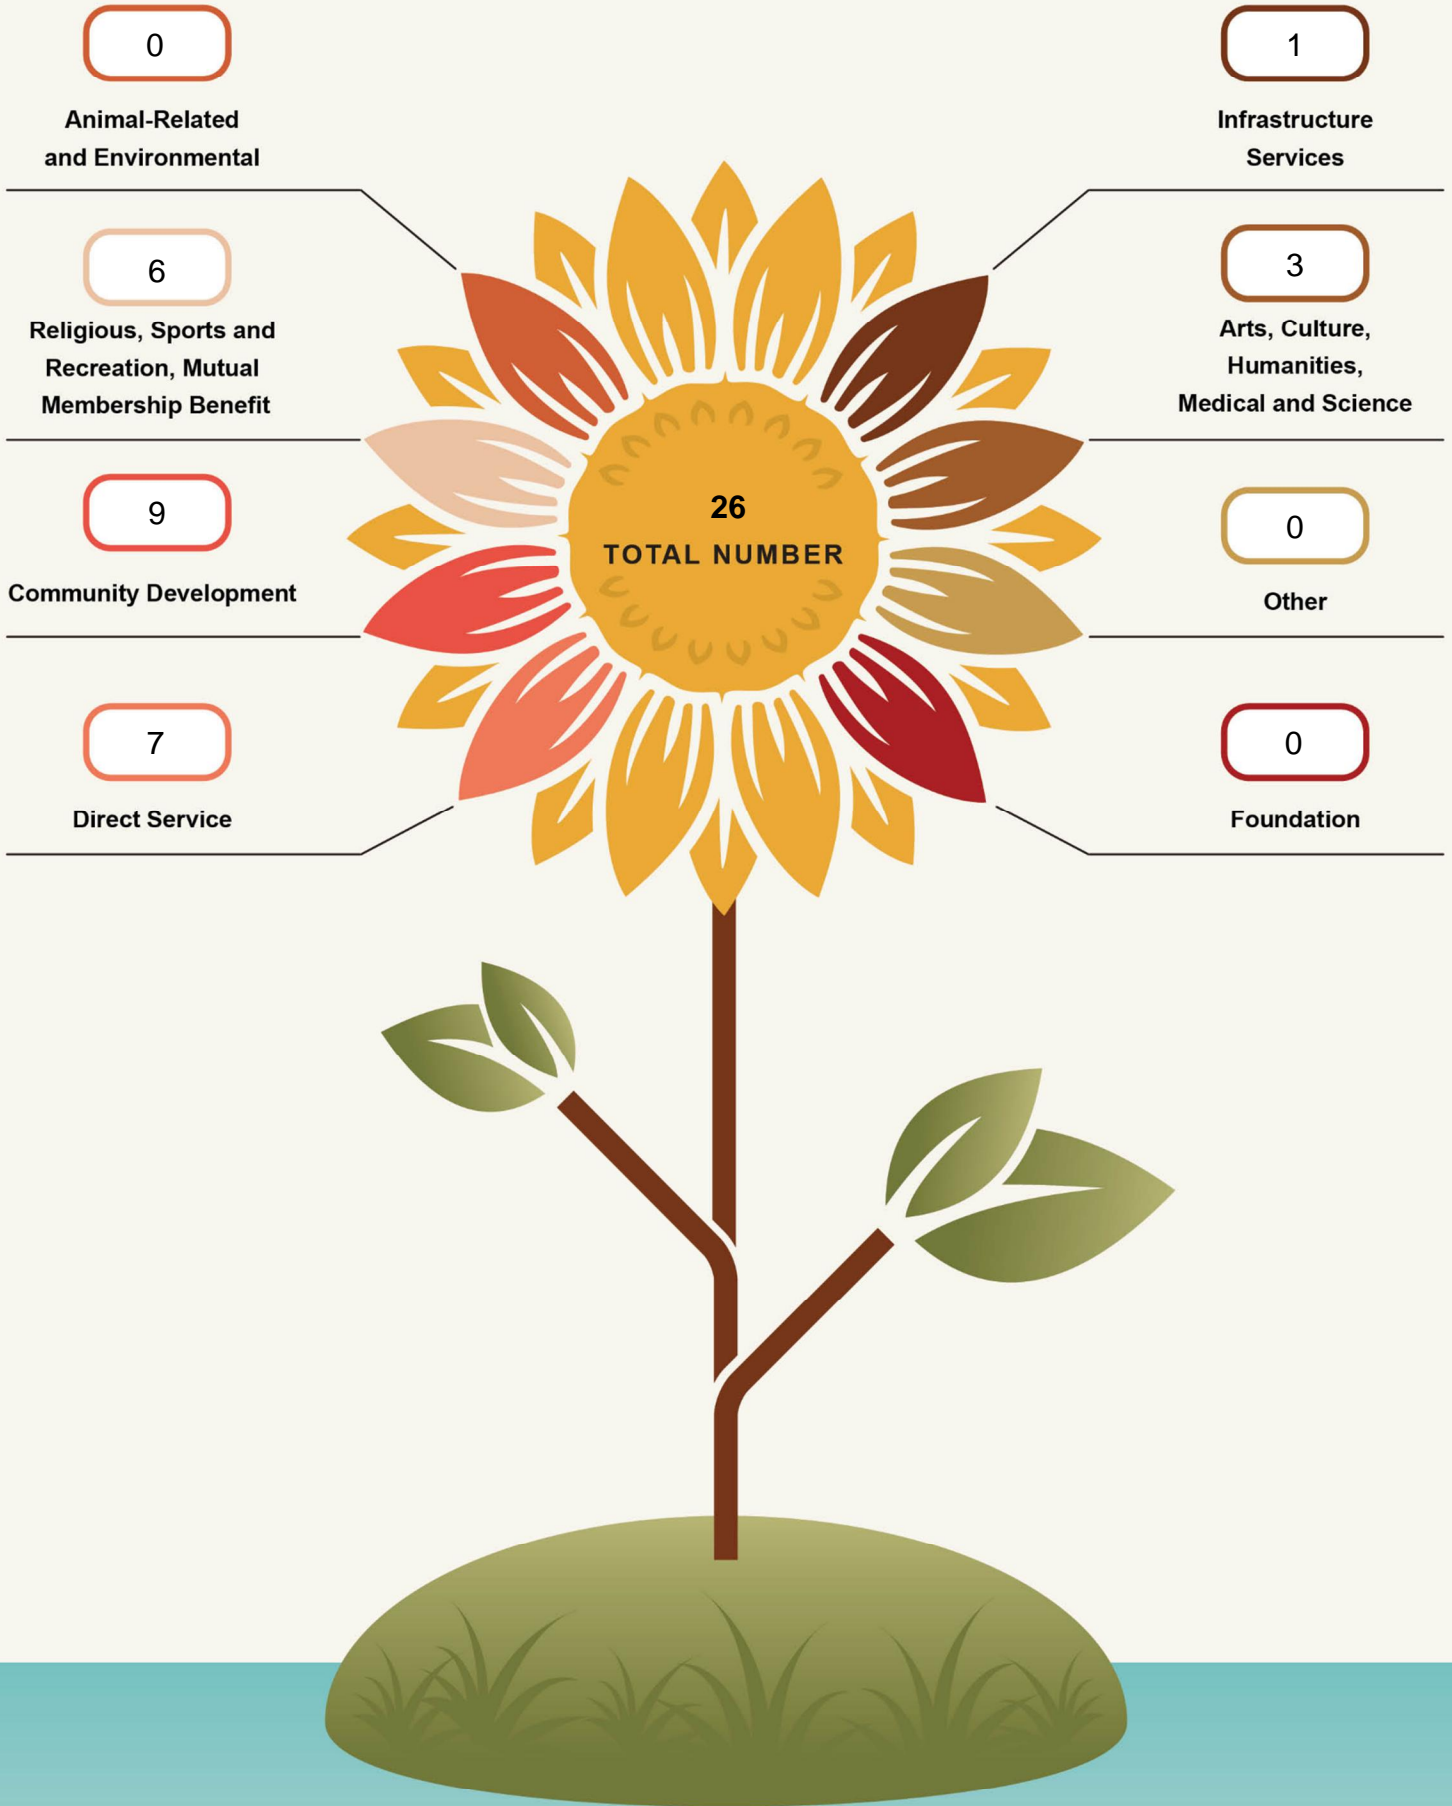 0
Animal-Related
and Environmental
6
Religious, Sports and
Recreation, Mutual
Membership Benefit
9
Community Development
7
Direct Service
26
TOTAL NUMBER
1
Infrastructure
Services
3
Arts, Culture,
Humanities,
Medical and Science
0
Other
0
Foundation